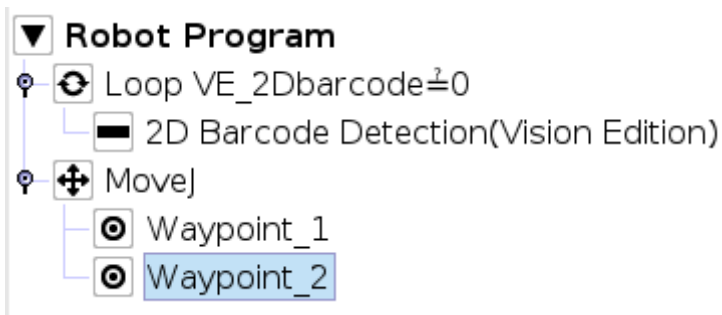 Robot Program
Loop VE_2Dbarcode≟0
2D Barcode Detection(Vision Edition)
MoveJ
Waypoint_1
Waypoint_2